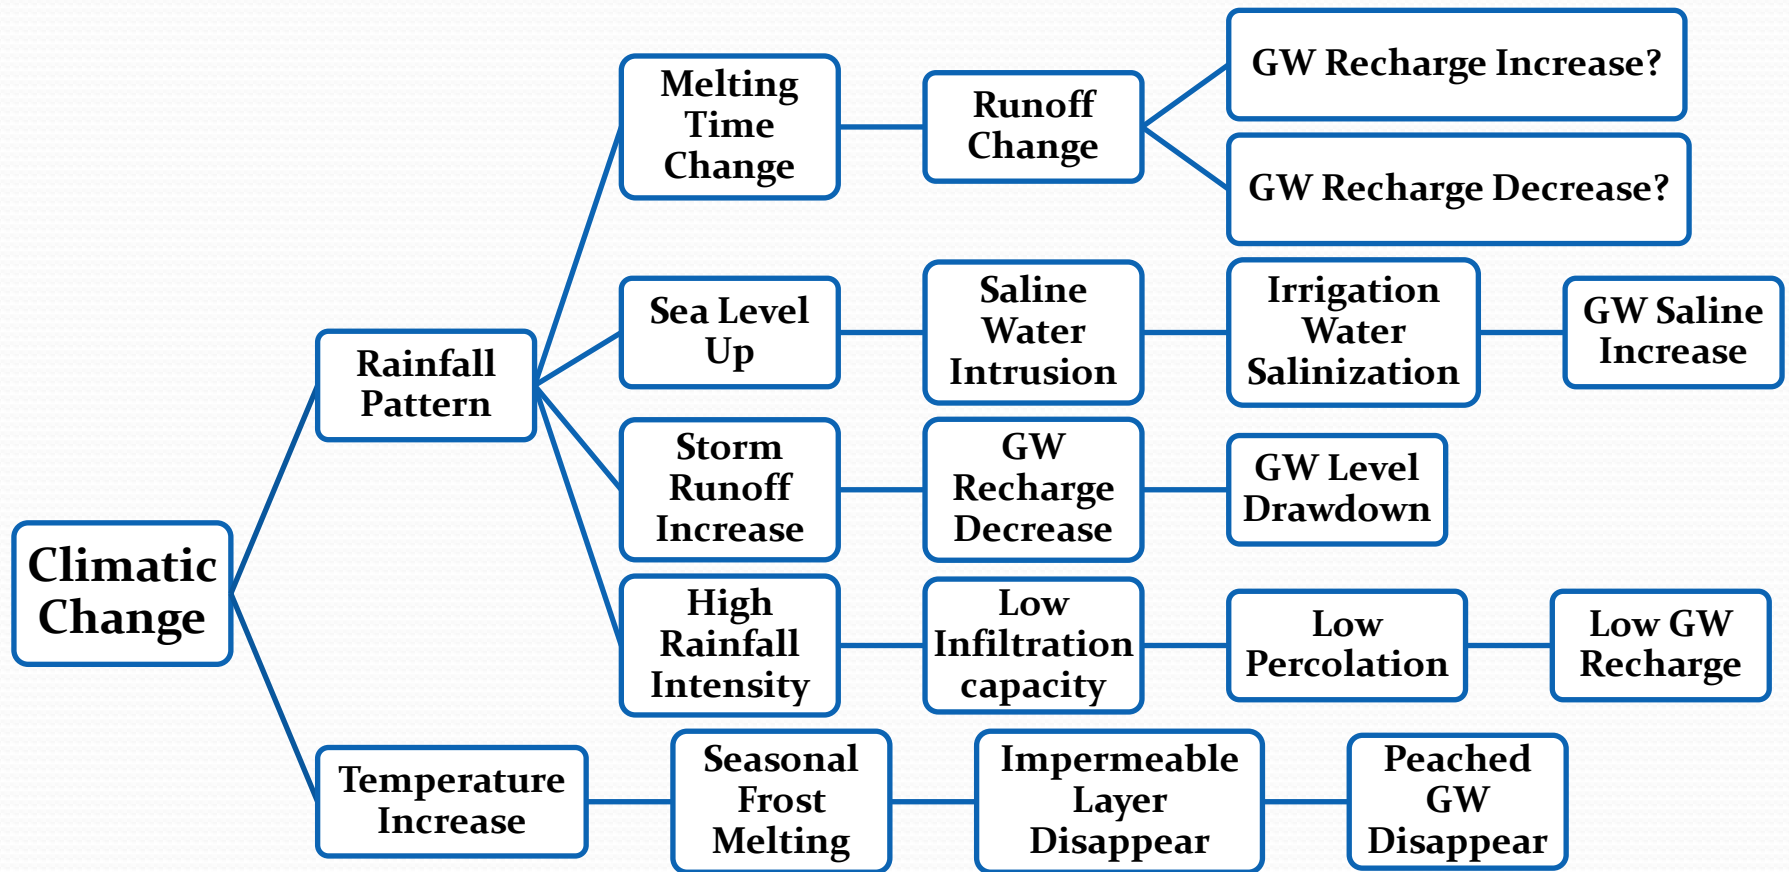 Climatic
Change
Rainfall
Pattern
Melting
Time
Change
Runoff
Change
GW Recharge Increase?
GW Recharge Decrease?
Sea Level
Up
Saline
Water
Intrusion
Irrigation
Water
Salinization
GW Saline
Increase
Storm
Runoff
Increase
GW
Recharge
Decrease
GW Level
Drawdown
High
Rainfall
Intensity
Low
Infiltration
capacity
Low
Percolation
Low GW
Recharge
Temperature
Increase
Seasonal
Frost
Melting
Impermeable
Layer
Disappear
Peached
GW
Disappear